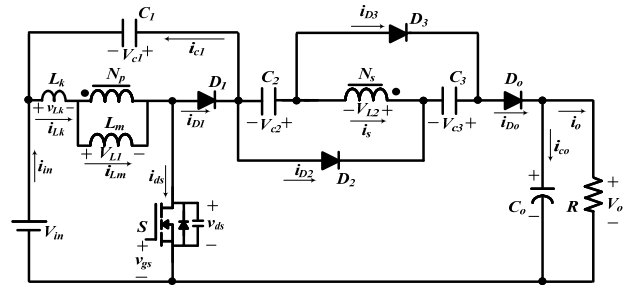 C1
− Vc1 +
ic1
iD3
D3
Lk
Np
D1
C2
Ns
C3
Do
+ vLk −
iLk
Lm
+ VL1 −
iLm
iD1
− Vc2 +
− VL2 +
is
− Vc3 +
iDo
io
iin
ids
iD2
D2
ico
Vin
S
+
vgs
−
+
vds
−
+
Co
−
R
+
Vo
−